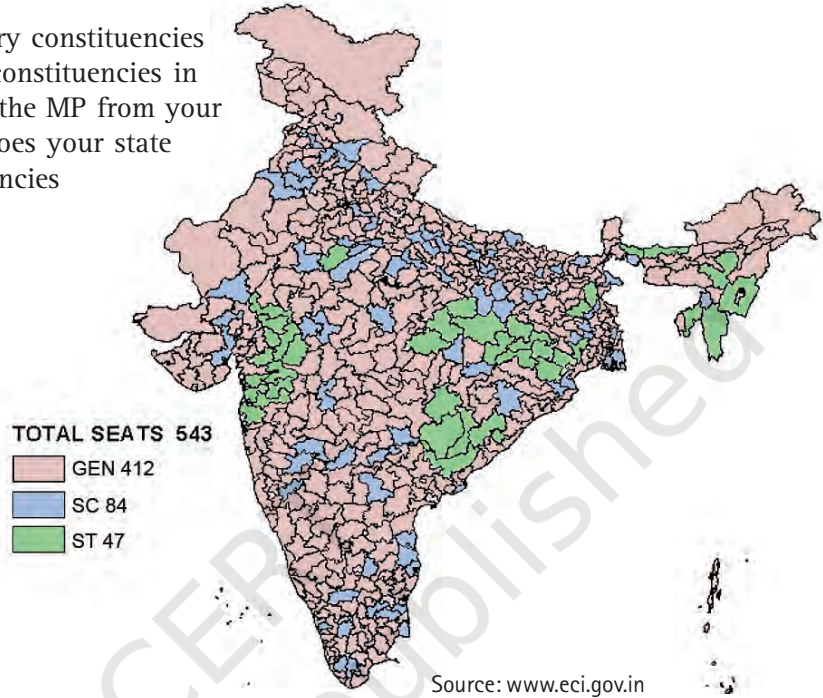 ry constituencies
constituencies in
the MP from your
oes your state
ncies
TOTAL SEATS 543
GEN 412
SC 84
ST 47
Source: www.eci.gov.in